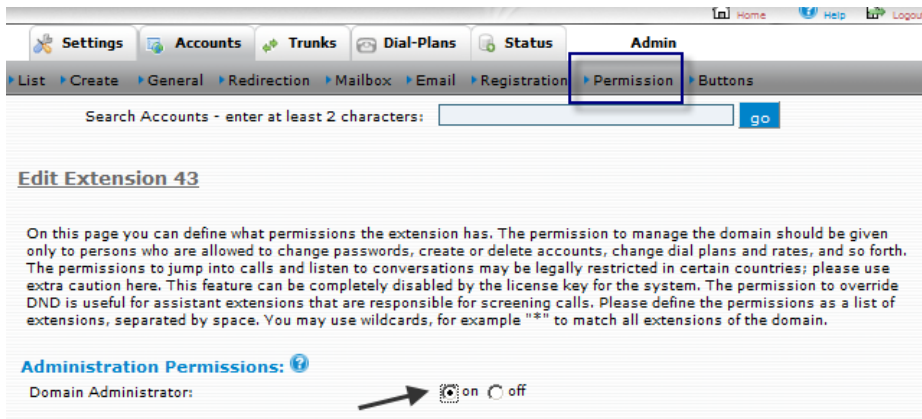 Home Help Logou
Settings Accounts Trunks Dial-Plans Status Admin
List Create General Redirection Mailbox Email Registration Permission Buttons
Search Accounts - enter at least 2 characters: go
Edit Extension 43
On this page you can define what permissions the extension has. The permission to manage the domain should be given
only to persons who are allowed to change passwords, create or delete accounts, change dial plans and rates, and so forth.
The permissions to jump into calls and listen to conversations may be legally restricted in certain countries; please use
extra caution here. This feature can be completely disabled by the license key for the system. The permission to override
DND is useful for assistant extensions that are responsible for screening calls. Please define the permissions as a list of
extensions, separated by space. You may use wildcards, for example "*" to match all extensions of the domain.
Administration Permissions: ?
Domain Administrator: on off